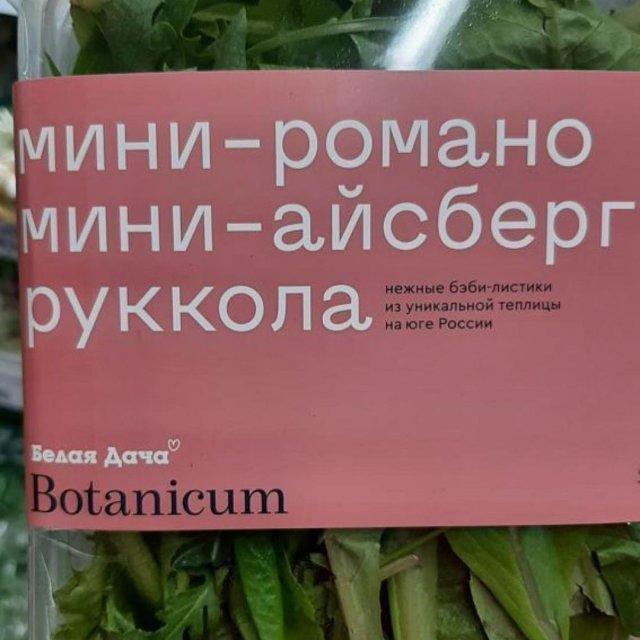 мини-романо
мини-айсберг
руккола
нежные бэби-листики
из уникальной теплицы
на юге России
Белая Дача
Botanicum